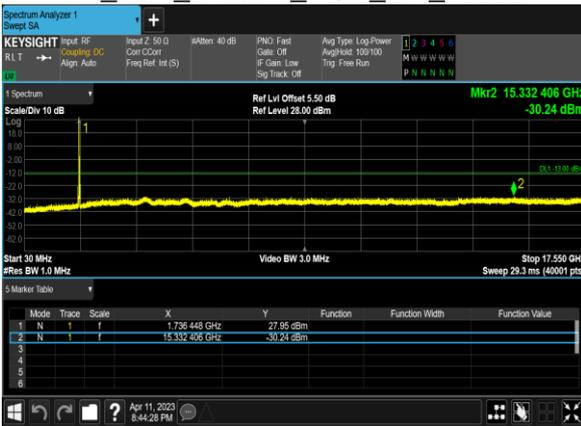 Spectrum Analyzer 1
Swept SA
+
KEYSIGHT Input: RF Input Z: 50 Ω #Atten: 40 dB PNO: Fast Avg Type: Log-Power 1 2 3 4 5 6
RLT Coupling: DC Corr CCorr Gate: Off Avg|Hold: 100/100 M W W W W W
Align: Auto Freq Ref: Int (S) IF Gain: Low Trig: Free Run
Sig Track: Off P N N N N N
1 Spectrum Ref Lvl Offset 5.50 dB Mkr2 15.332 406 GHz
Scale/Div 10 dB Ref Level 28.00 dBm -30.24 dBm
Log
18.0
8.00
-2.00
-12.0
-22.0
-32.0
-42.0
-52.0
-62.0
1
DL1 -13.00 dBm
2
Start 30 MHz Video BW 3.0 MHz Stop 17.550 GHz
#Res BW 1.0 MHz Sweep 29.3 ms (40001 pts)
5 Marker Table
Mode Trace Scale X Y Function Function Width Function Value
1 N 1 f 1.736 448 GHz 27.95 dBm
2 N 1 f 15.332 406 GHz -30.24 dBm
3
4
5
6
? Apr 11, 2023
8:44:28 PM